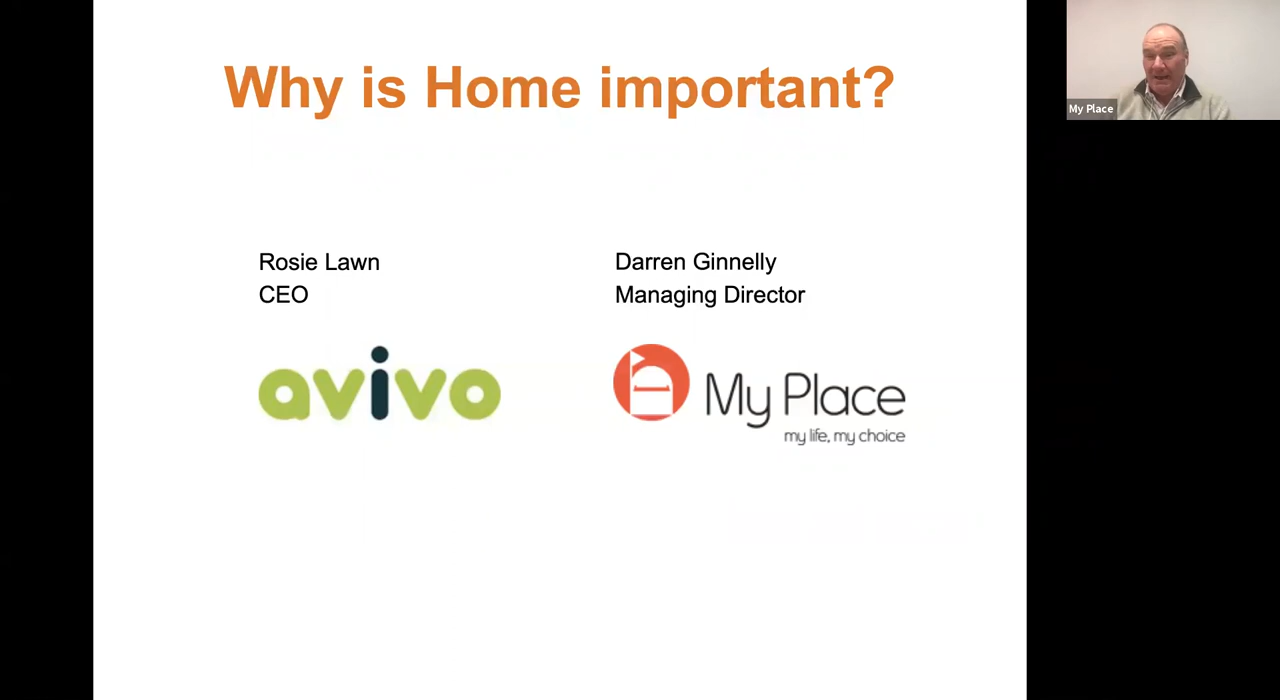 Why is Home important?
Rosie Lawn
CEO
avivo
Darren Ginnelly
Managing Director
My Place
my life, my choice
My Place